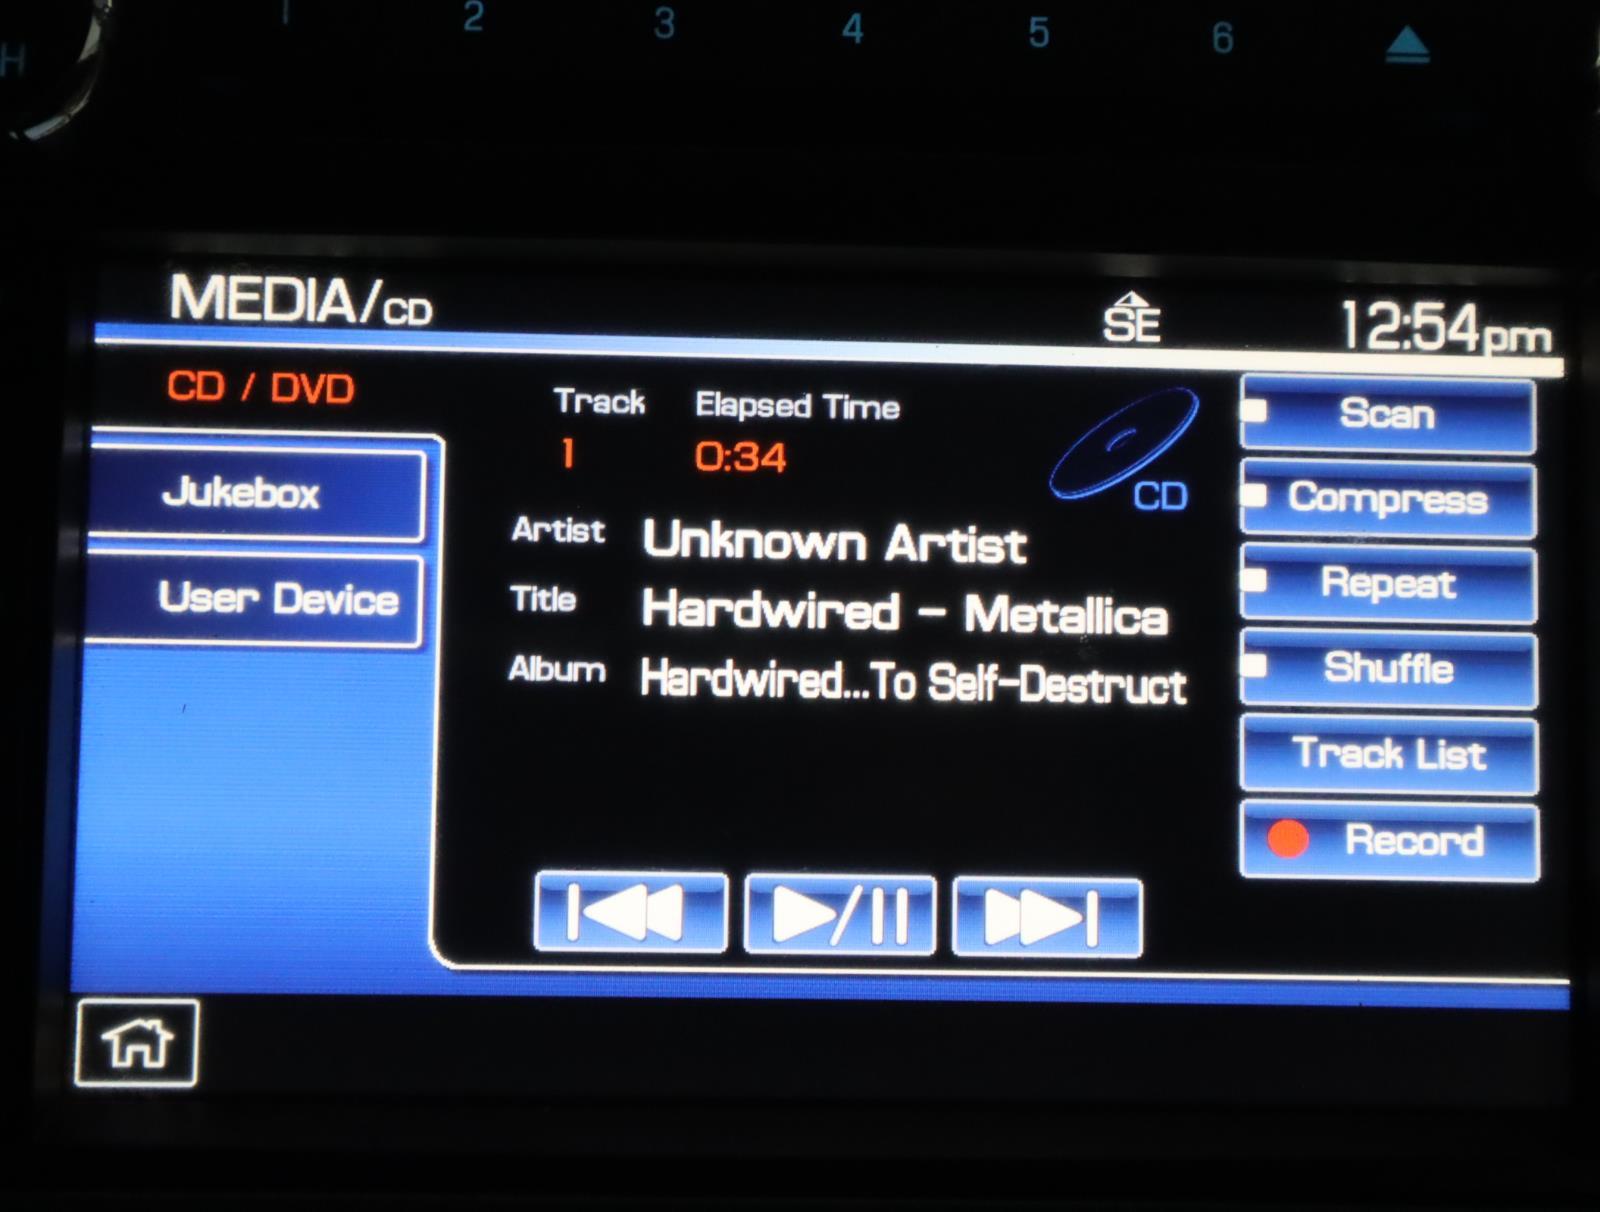 H 1 2 3 4 5 6
MEDIA/CD SE 12:54pm
CD / DVD
Jukebox
User Device
Track Elapsed Time
1 0:34
CD
Artist Unknown Artist
Title Hardwired - Metallica
Album Hardwired...To Self-Destruct
Scan
Compress
Repeat
Shuffle
Track List
Record